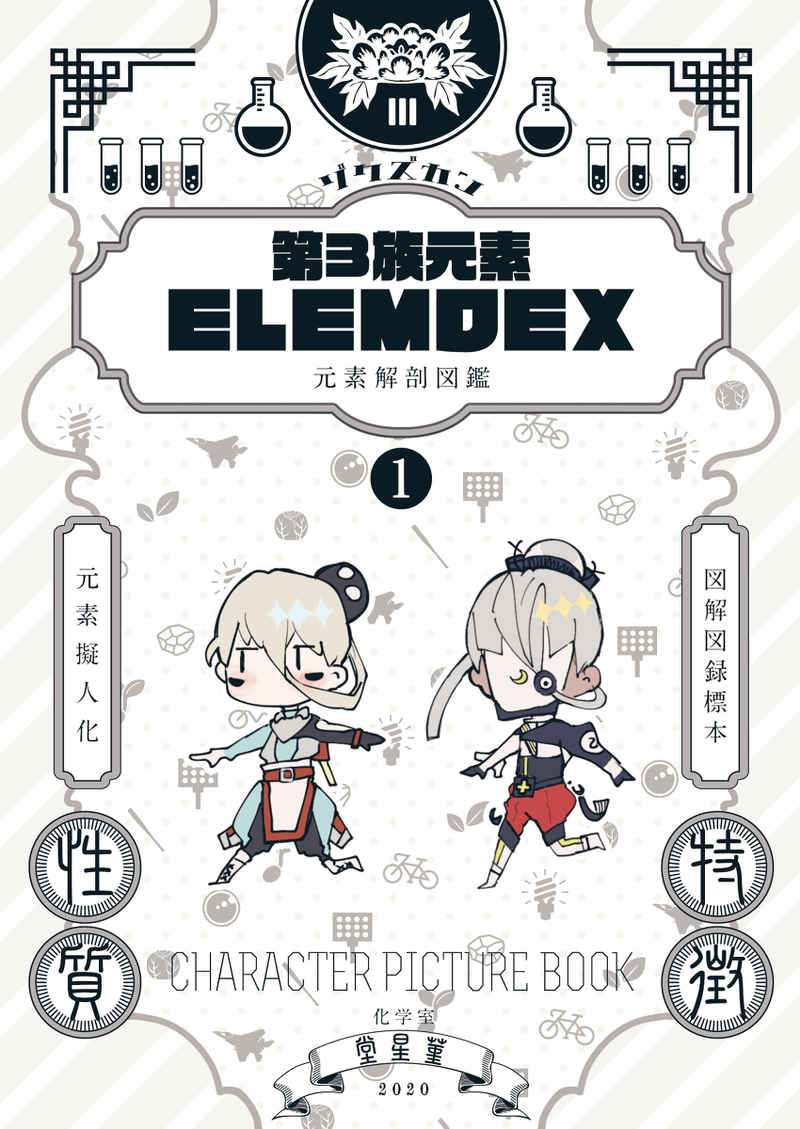 III
ゾクズカン
第3族元素
ELEMDEX
元素解剖図鑑
1
元素擬人化
図解図録標本
性質
特徴
CHARACTER PICTURE BOOK
化学室
堂星菫
2020